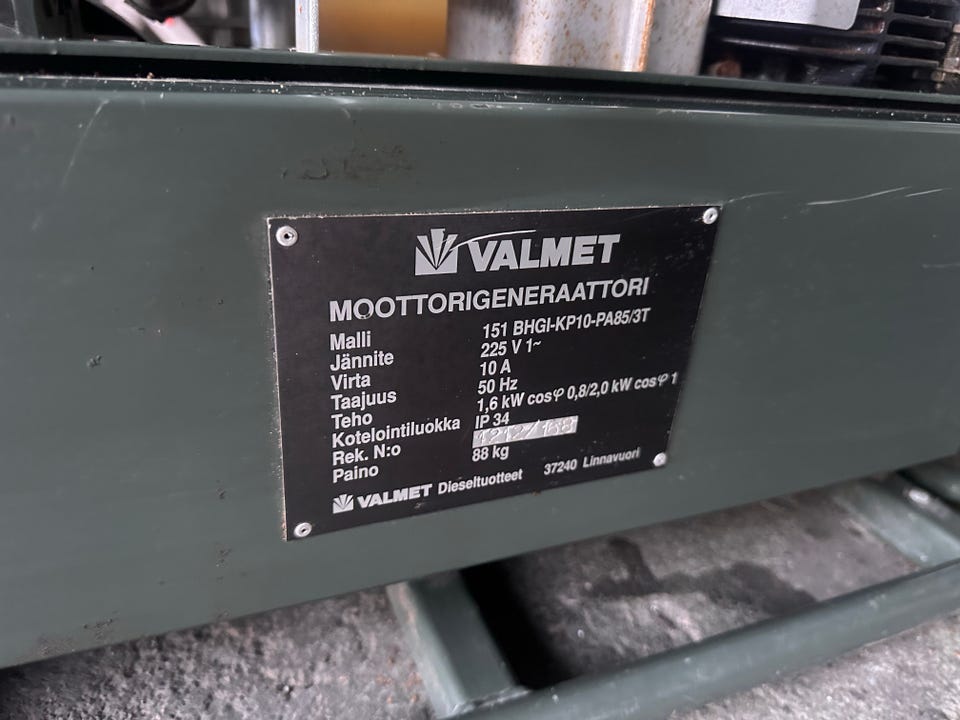 VALMET
MOOTTORIGENERAATTORI
Malli 151 BHGI-KP10-PA85/3T
Jännite 225 V 1~
Virta 10 A
Taajuus 50 Hz
Teho 1,6 kW cosφ 0,8/2,0 kW cosφ 1
Kotelointiluokka IP 34
Rek. N:o
Paino 88 kg
VALMET Dieseltuotteet 37240 Linnavuori